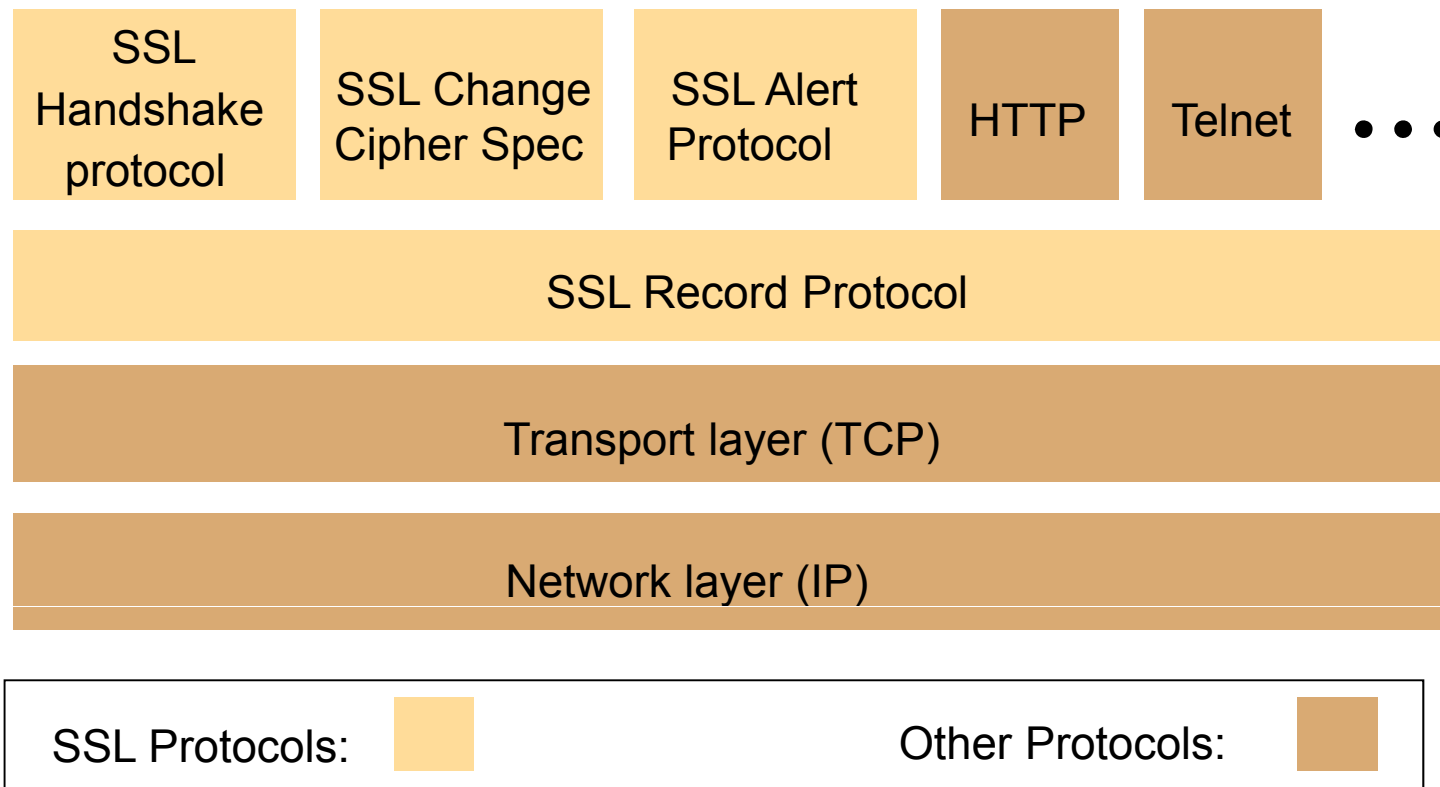 SSL
Handshake
protocol
SSL Change
Cipher Spec
SSL Alert
Protocol
HTTP
Telnet
• • •
SSL Record Protocol
Transport layer (TCP)
Network layer (IP)
SSL Protocols:
Other Protocols: